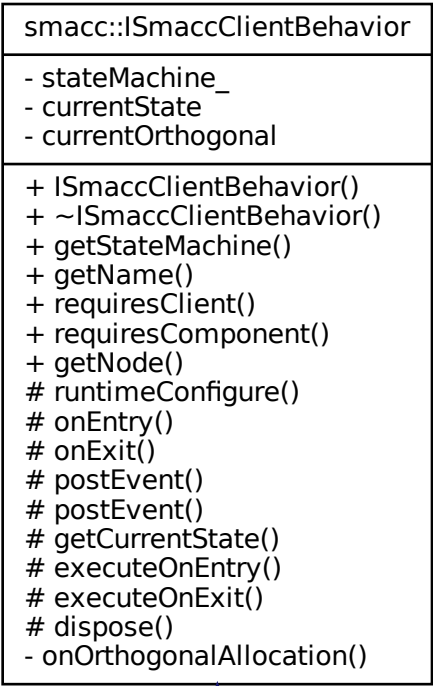 smacc::ISmaccClientBehavior
- stateMachine_
- currentState
- currentOrthogonal
+ ISmaccClientBehavior()
+ ~ISmaccClientBehavior()
+ getStateMachine()
+ getName()
+ requiresClient()
+ requiresComponent()
+ getNode()
# runtimeConfigure()
# onEntry()
# onExit()
# postEvent()
# postEvent()
# getCurrentState()
# executeOnEntry()
# executeOnExit()
# dispose()
- onOrthogonalAllocation()